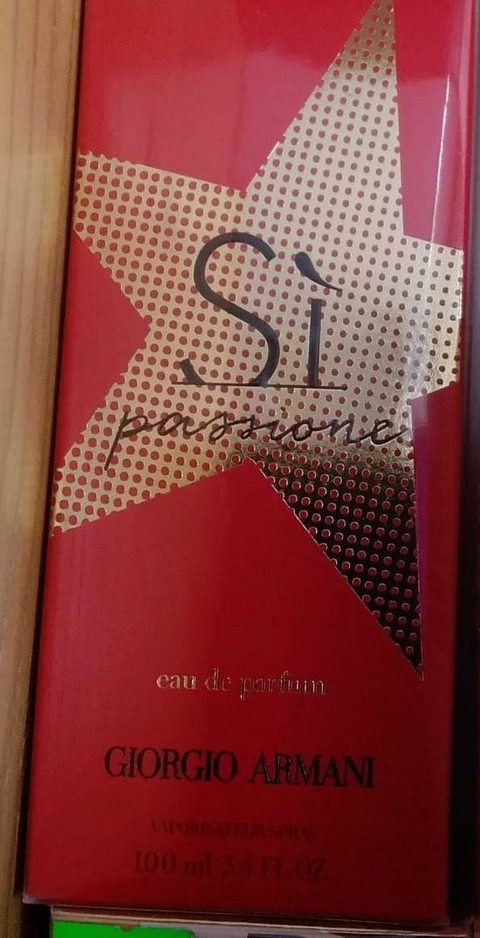 Sì
passione
eau de parfum
GIORGIO ARMANI
VAPORISATEUR SPRAY
100 ml 3.4 FL.OZ